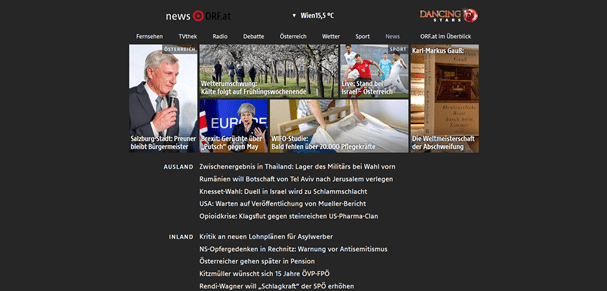 news ORF.at
▼ Wien 15,5 °C
DANCING STARS
Fernsehen TVthek Radio Debatte Österreich Wetter Sport News ORF.at im Überblick
ÖSTERREICH
Salzburg-Stadt: Preuner
bleibt Bürgermeister
Wetterumschwung:
Kälte folgt auf Frühlingswochenende
SPORT
Live: Stand bei
Israel – Österreich
Karl-Markus Gauß:
Die Weltmeisterschaft
der Abschweifung
EUROPE
Brexit: Gerüchte über
„Putsch“ gegen May
WIFO-Studie:
Bald fehlen über 20.000 Pflegekräfte
AUSLAND
Zwischenergebnis in Thailand: Lager des Militärs bei Wahl vorn
Rumänien will Botschaft von Tel Aviv nach Jerusalem verlegen
Knesset-Wahl: Duell in Israel wird zu Schlammschlacht
USA: Warten auf Veröffentlichung von Mueller-Bericht
Opioidkrise: Klagsflut gegen steinreichen US-Pharma-Clan
INLAND
Kritik an neuen Lohnplänen für Asylwerber
NS-Opfergedenken in Rechnitz: Warnung vor Antisemitismus
Österreicher gehen später in Pension
Kitzmüller wünscht sich 15 Jahre ÖVP-FPÖ
Rendi-Wagner will „Schlagkraft“ der SPÖ erhöhen